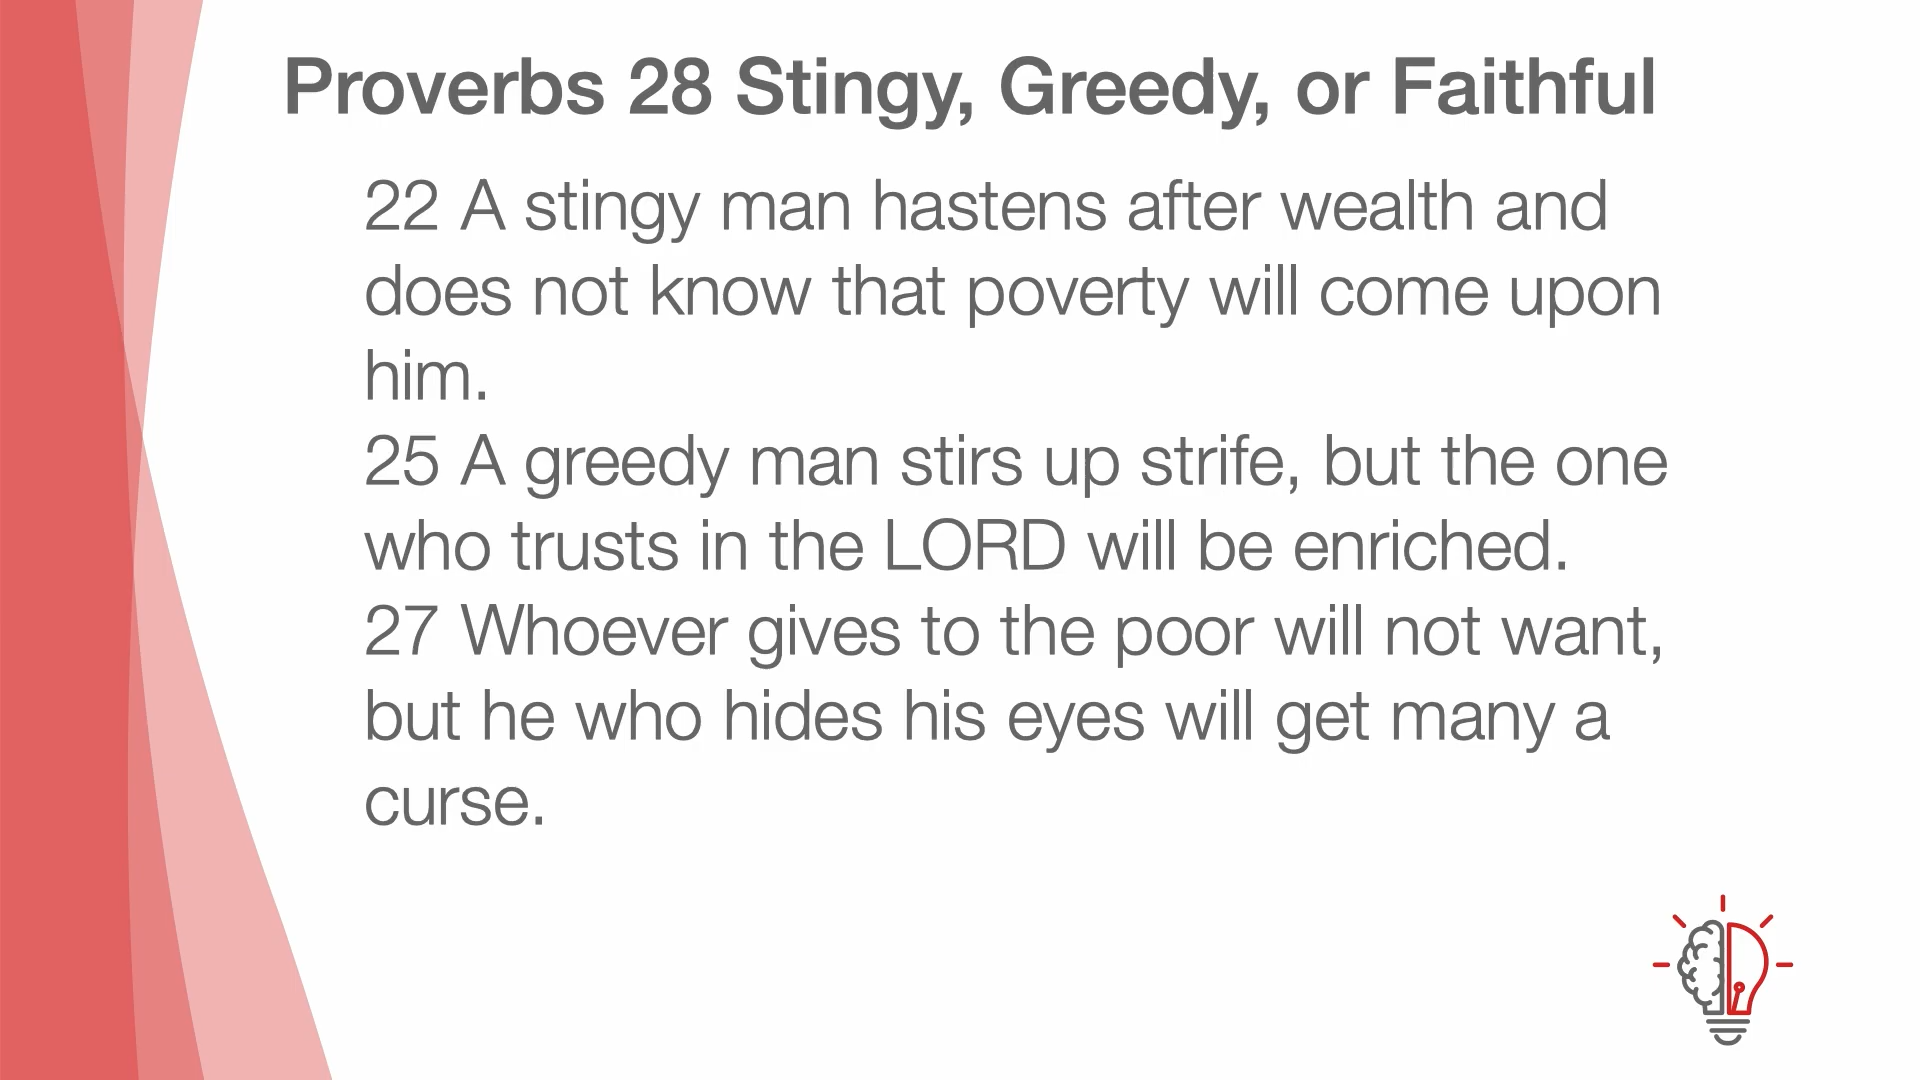 Proverbs 28 Stingy, Greedy, or Faithful
22 A stingy man hastens after wealth and
does not know that poverty will come upon
him.
25 A greedy man stirs up strife, but the one
who trusts in the LORD will be enriched.
27 Whoever gives to the poor will not want,
but he who hides his eyes will get many a
curse.